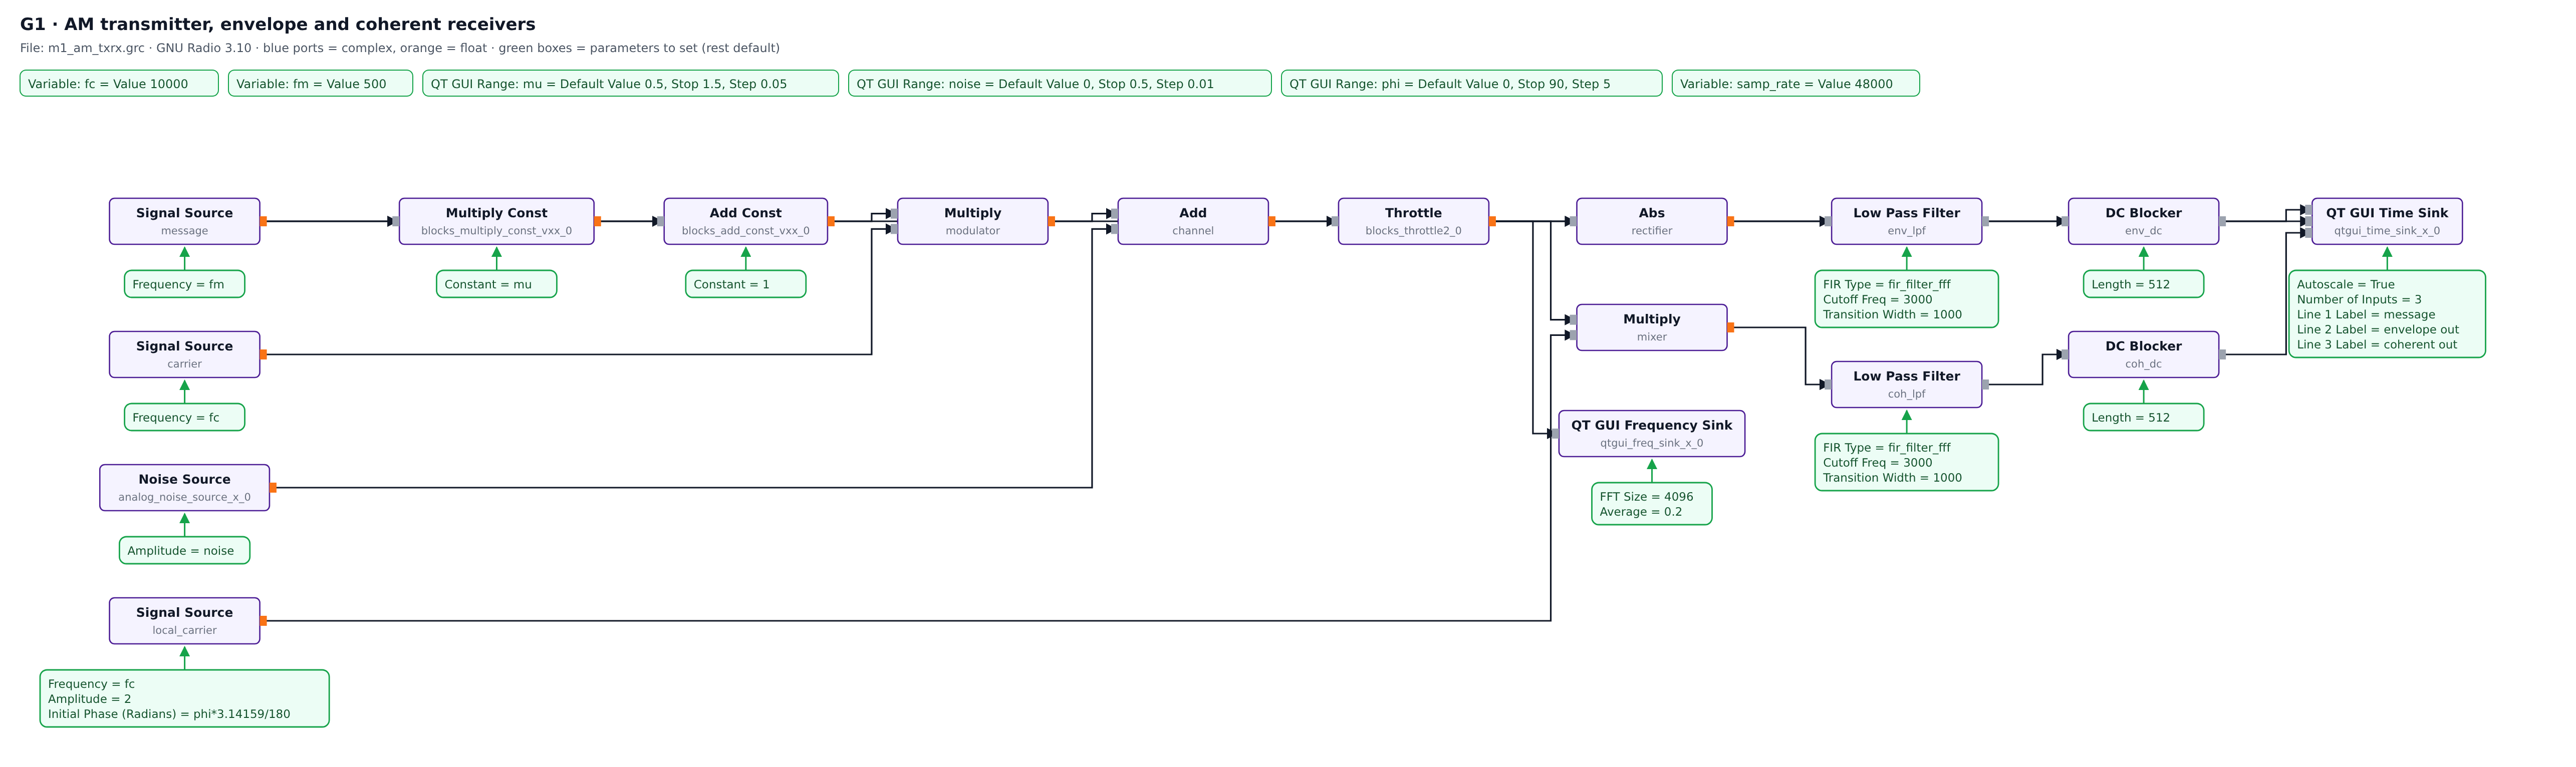 G1 · AM transmitter, envelope and coherent receivers
File: m1_am_txrx.grc · GNU Radio 3.10 · blue ports = complex, orange = float · green boxes = parameters to set (rest default)
Variable: fc = Value 10000
Variable: fm = Value 500
QT GUI Range: mu = Default Value 0.5, Stop 1.5, Step 0.05
QT GUI Range: noise = Default Value 0, Stop 0.5, Step 0.01
QT GUI Range: phi = Default Value 0, Stop 90, Step 5
Variable: samp_rate = Value 48000
Signal Source
message
Frequency = fm
Multiply Const
blocks_multiply_const_vxx_0
Constant = mu
Add Const
blocks_add_const_vxx_0
Constant = 1
Multiply
modulator
Add
channel
Throttle
blocks_throttle2_0
Abs
rectifier
Low Pass Filter
env_lpf
FIR Type = fir_filter_fff
Cutoff Freq = 3000
Transition Width = 1000
DC Blocker
env_dc
Length = 512
QT GUI Time Sink
qtgui_time_sink_x_0
Autoscale = True
Number of Inputs = 3
Line 1 Label = message
Line 2 Label = envelope out
Line 3 Label = coherent out
Signal Source
carrier
Frequency = fc
Multiply
mixer
Low Pass Filter
coh_lpf
FIR Type = fir_filter_fff
Cutoff Freq = 3000
Transition Width = 1000
DC Blocker
coh_dc
Length = 512
QT GUI Frequency Sink
qtgui_freq_sink_x_0
FFT Size = 4096
Average = 0.2
Noise Source
analog_noise_source_x_0
Amplitude = noise
Signal Source
local_carrier
Frequency = fc
Amplitude = 2
Initial Phase (Radians) = phi*3.14159/180